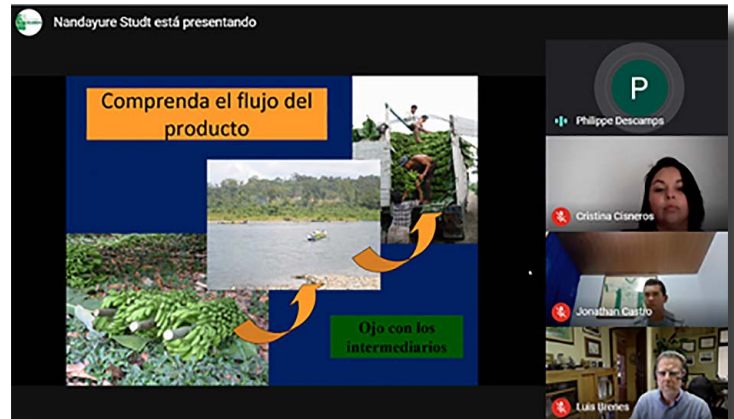 Nandayure Studt está presentando
Comprenda el flujo del
producto
Ojo con los
intermediarios
P
Philippe Descamps
Cristina Cisneros
Jonathan Castro
Luis Brenes